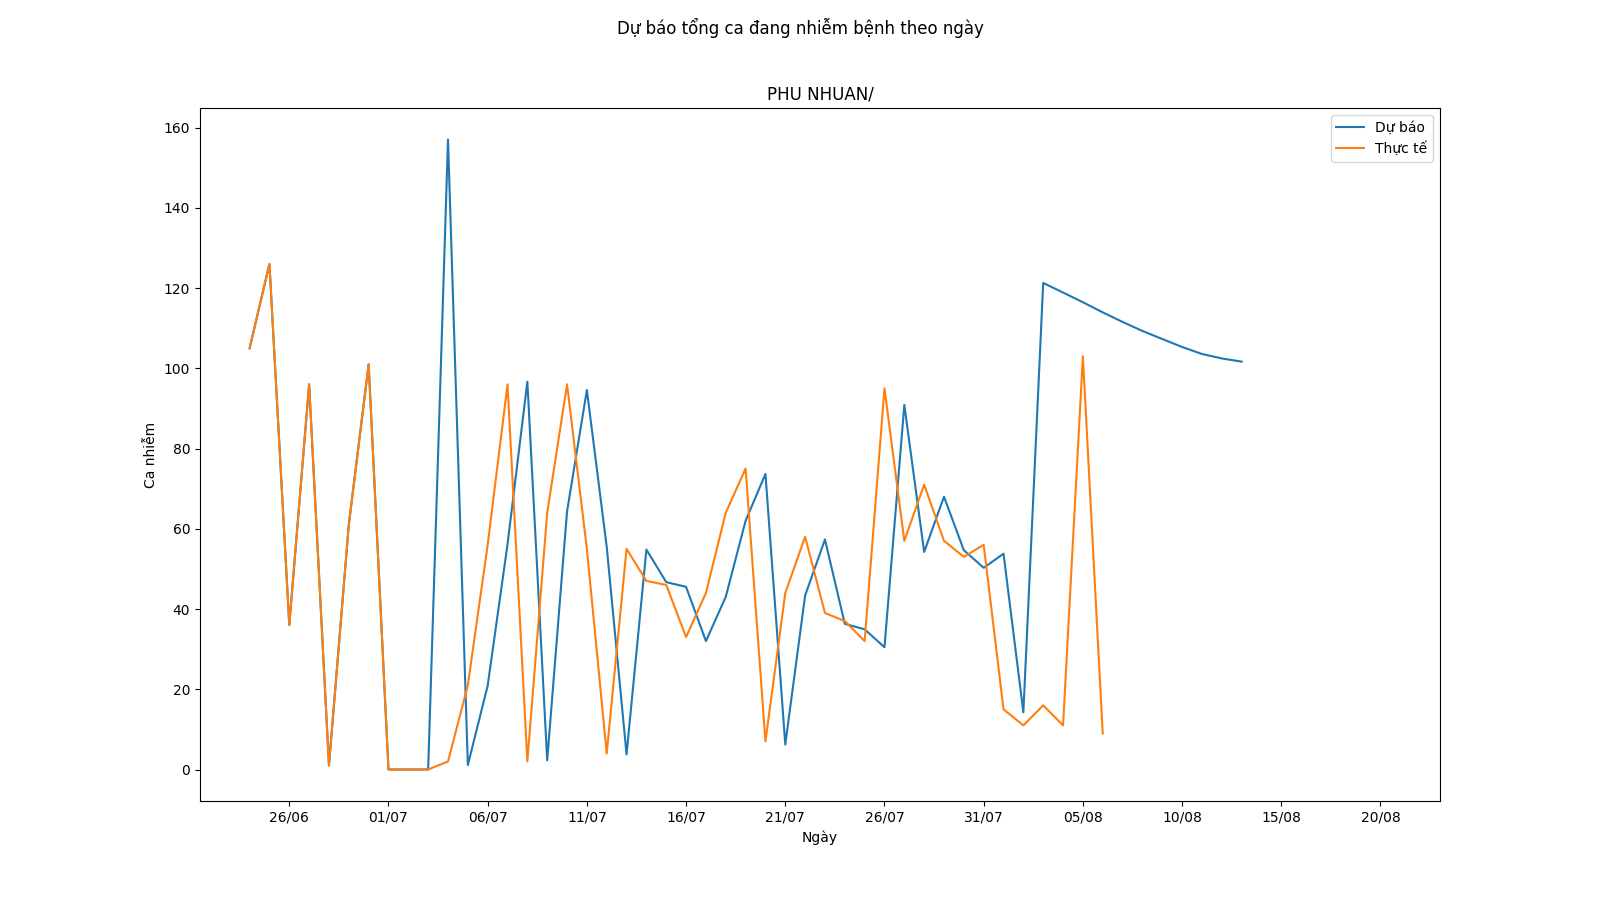 Dự báo tổng ca đang nhiễm bệnh theo ngày
PHU NHUAN/
Dự báo
Thực tế
160
140
120
100
80
60
40
20
0
Ca nhiễm
26/06 01/07 06/07 11/07 16/07 21/07 26/07 31/07 05/08 10/08 15/08 20/08
Ngày